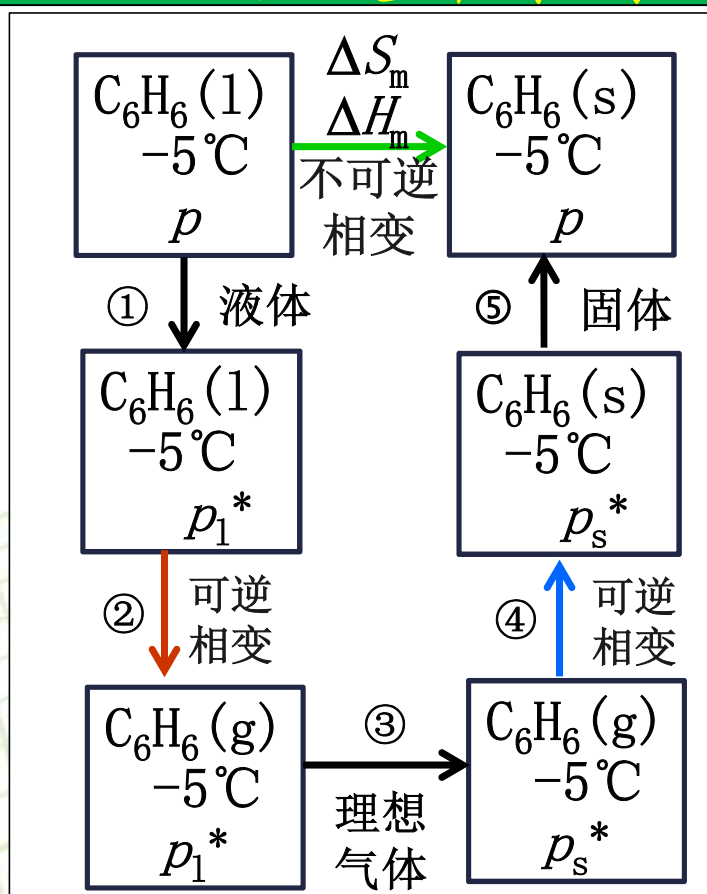 C₆H₆(l)
−5℃
p
ΔSₘ
ΔHₘ
不可逆
相变
C₆H₆(s)
−5℃
p
① 液体
⑤ 固体
C₆H₆(l)
−5℃
pₗ*
C₆H₆(s)
−5℃
pₛ*
② 可逆
相变
④ 可逆
相变
C₆H₆(g)
−5℃
pₗ*
③
理想
气体
C₆H₆(g)
−5℃
pₛ*